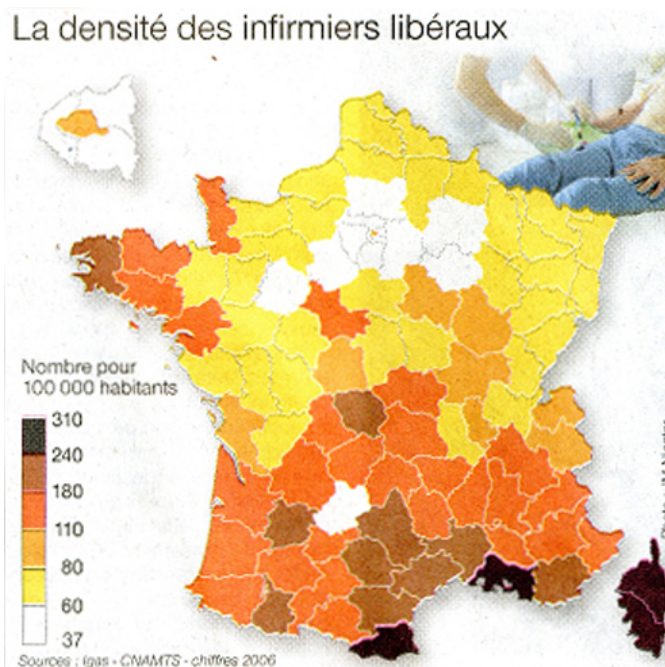 La densité des infirmiers libéraux
Nombre pour
100 000 habitants
310
240
180
110
80
60
37
Sources : Igas - CNAMTS - chiffres 2006